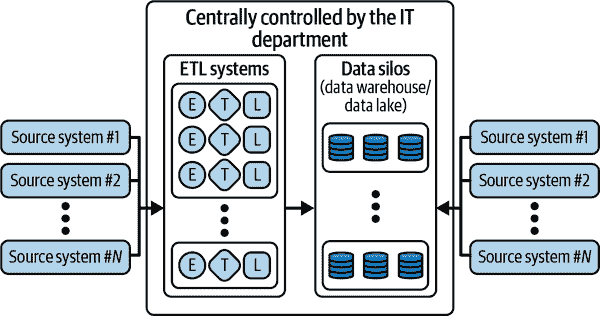 Centrally controlled by the IT
department
ETL systems
E T L
E T L
E T L
E T L
Data silos
(data warehouse/
data lake)
Source system #1
Source system #2
Source system #N
Source system #1
Source system #2
Source system #N